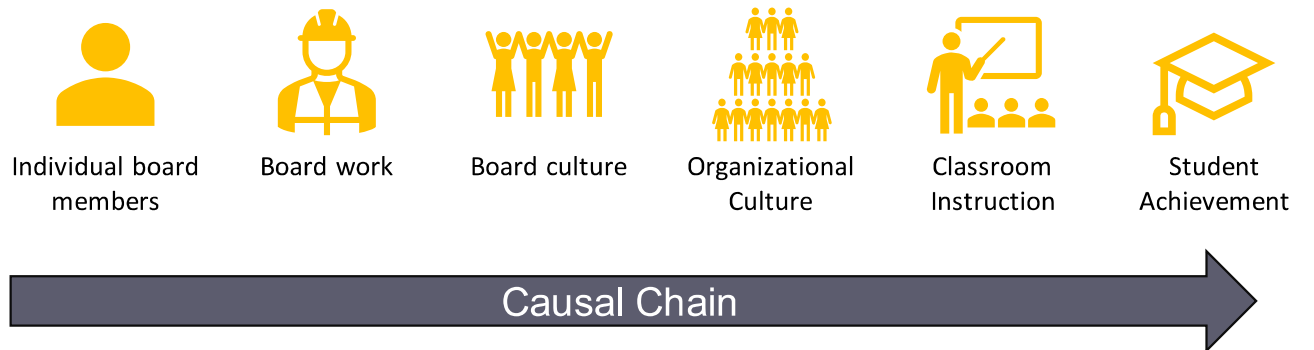 Individual board
members
Board work
Board culture
Organizational
Culture
Classroom
Instruction
Student
Achievement
Causal Chain